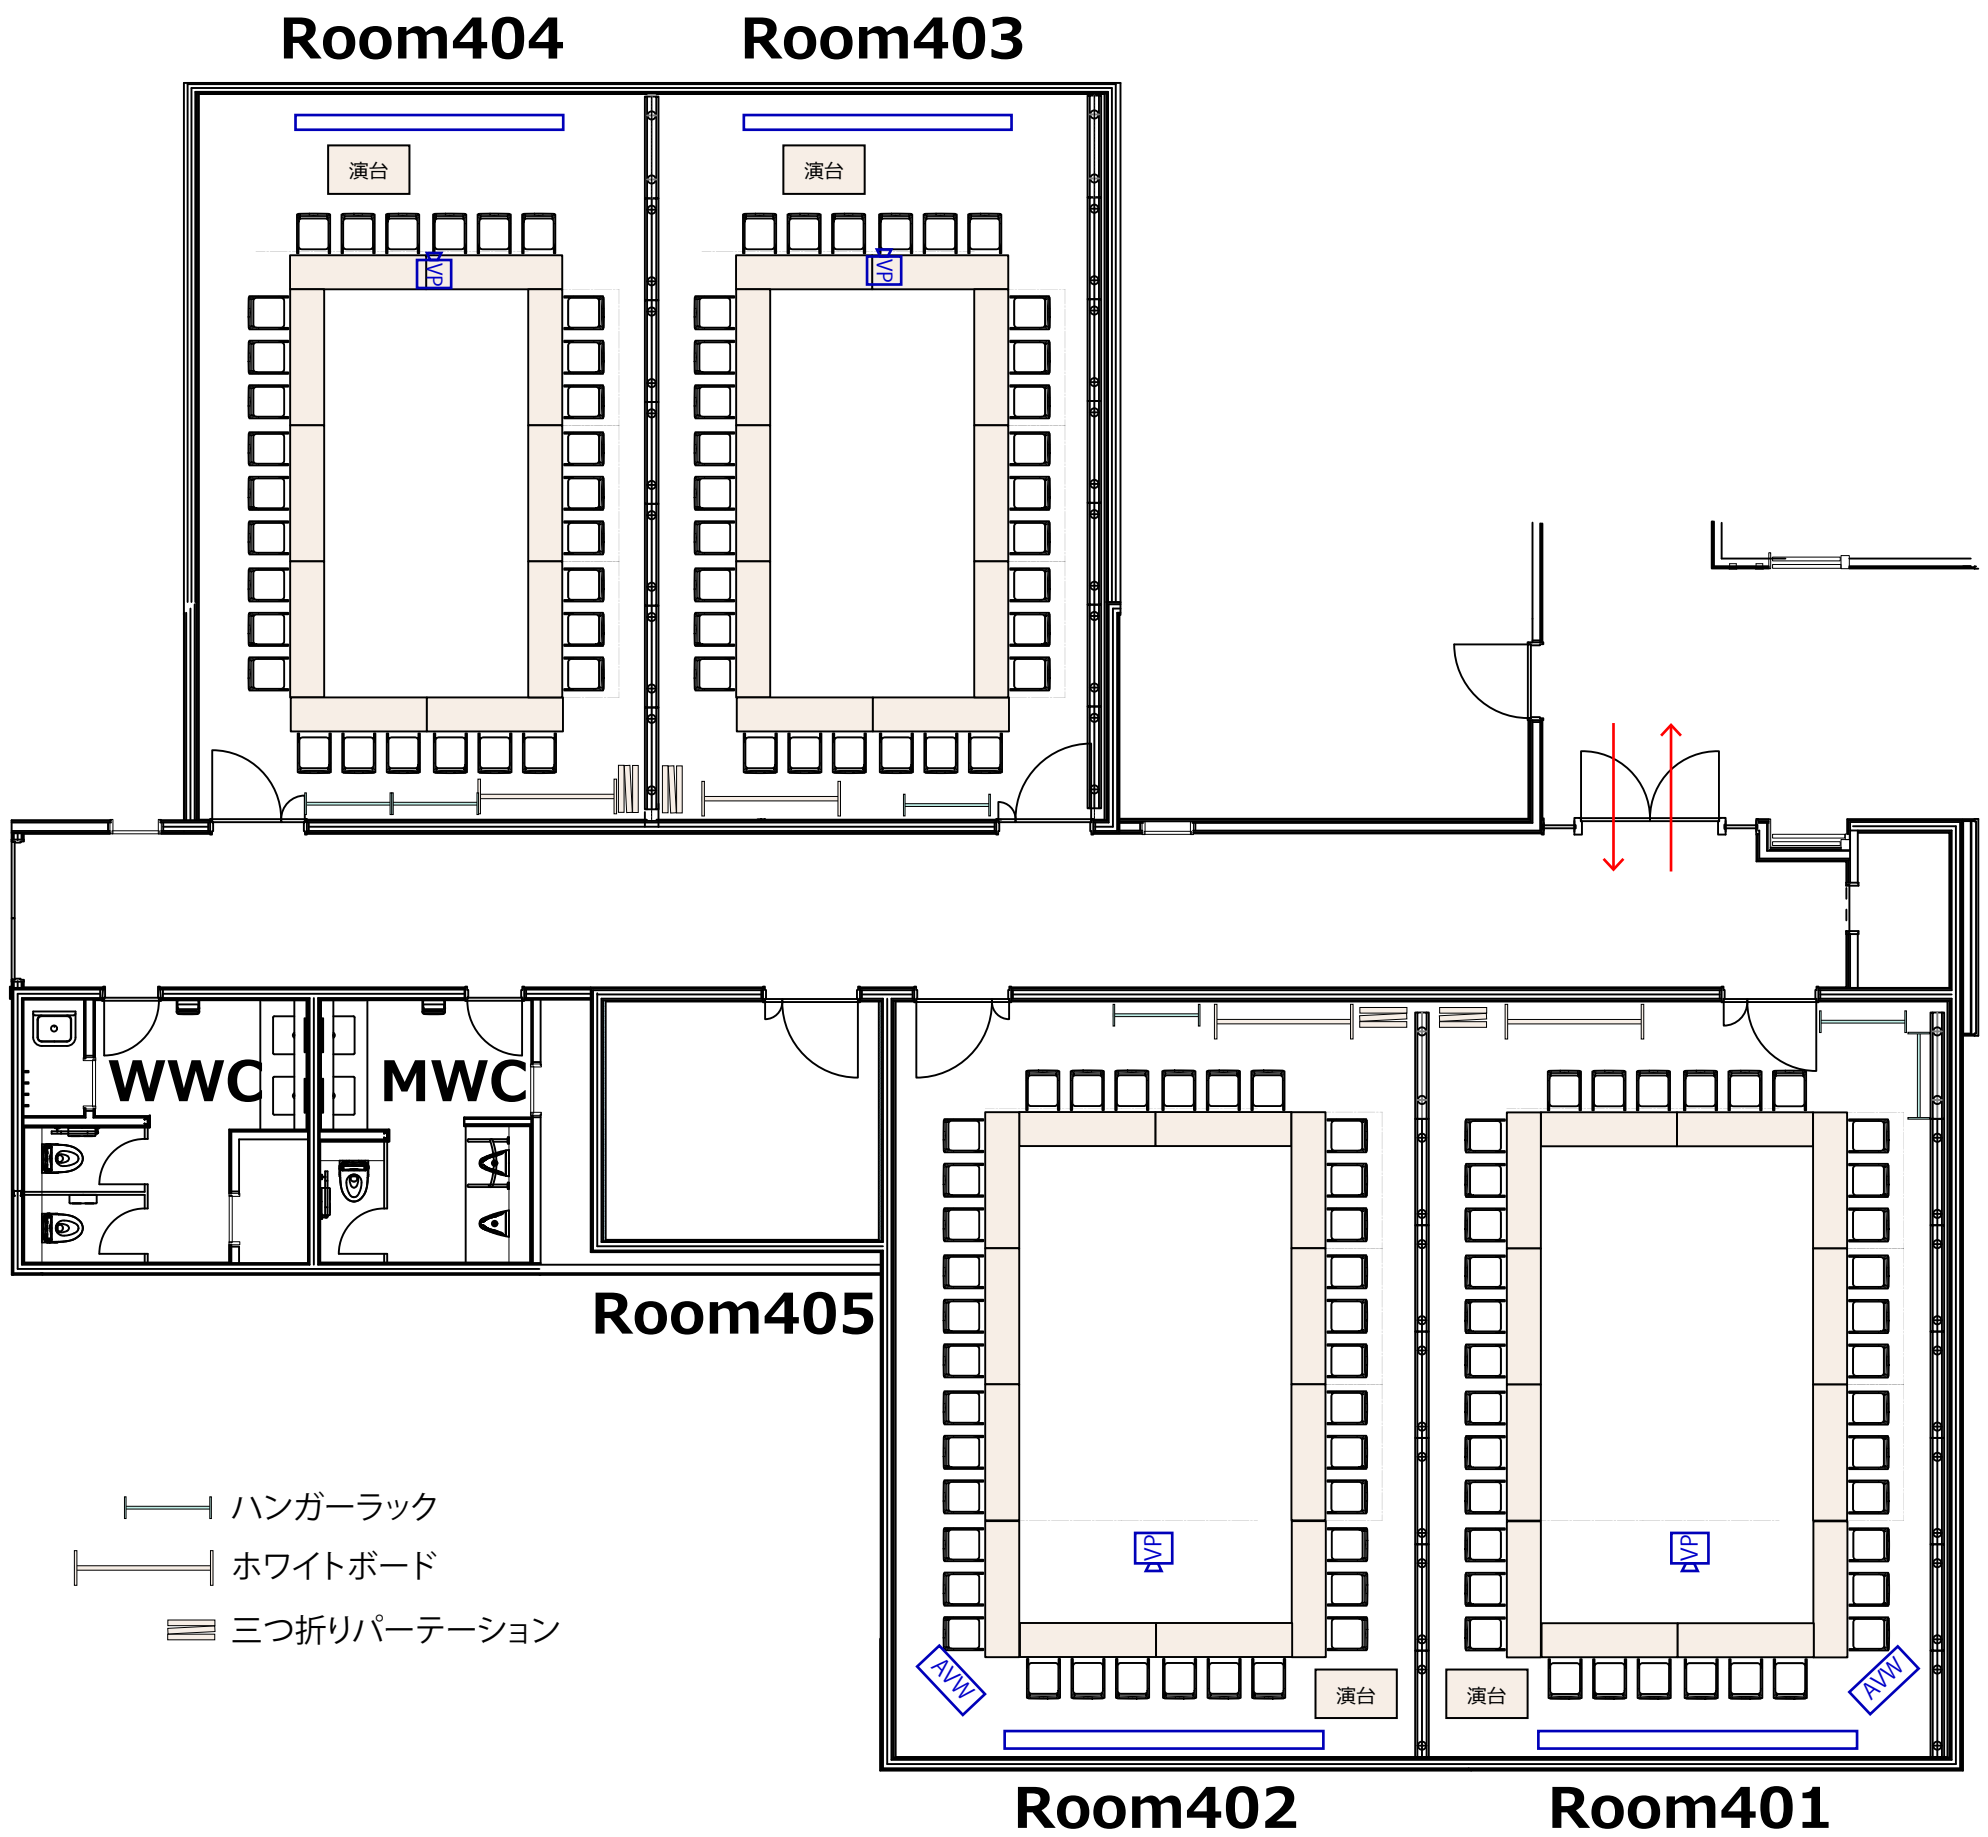 Room404
Room403
演台
演台
VP
VP
WWC
MWC
Room405
ハンガーラック
ホワイトボード
三つ折りパーテーション
VP
VP
AVW
演台
演台
AVW
Room402
Room401